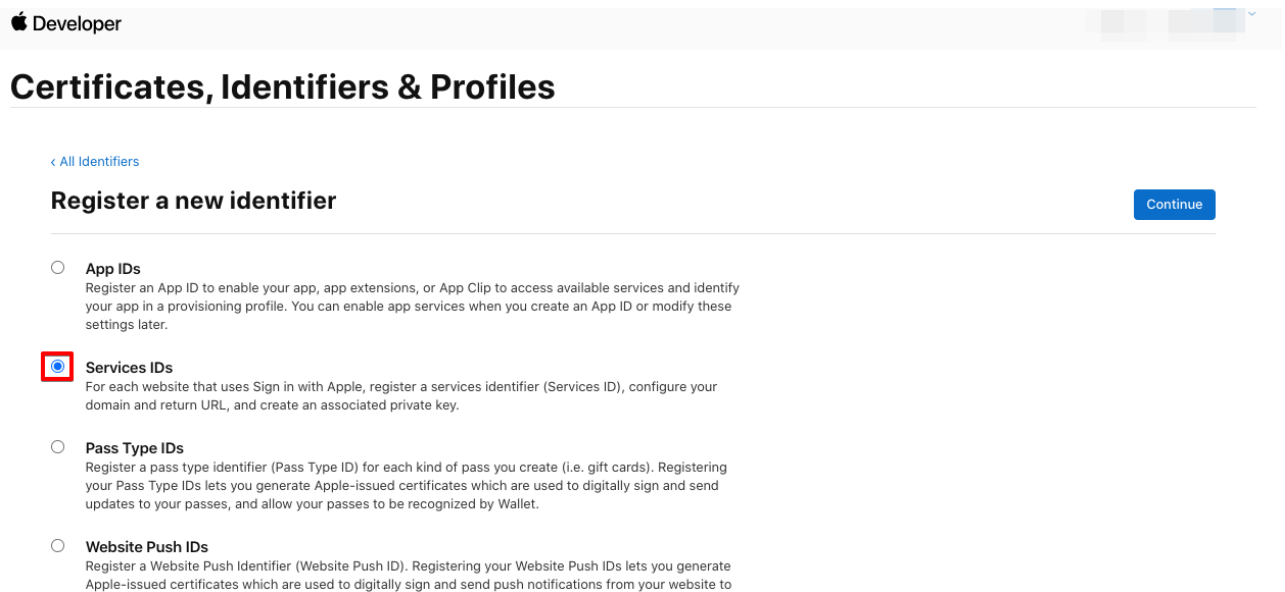 Developer
Certificates, Identifiers & Profiles
‹ All Identifiers
Register a new identifier
Continue
App IDs
Register an App ID to enable your app, app extensions, or App Clip to access available services and identify
your app in a provisioning profile. You can enable app services when you create an App ID or modify these
settings later.
Services IDs
For each website that uses Sign in with Apple, register a services identifier (Services ID), configure your
domain and return URL, and create an associated private key.
Pass Type IDs
Register a pass type identifier (Pass Type ID) for each kind of pass you create (i.e. gift cards). Registering
your Pass Type IDs lets you generate Apple-issued certificates which are used to digitally sign and send
updates to your passes, and allow your passes to be recognized by Wallet.
Website Push IDs
Register a Website Push Identifier (Website Push ID). Registering your Website Push IDs lets you generate
Apple-issued certificates which are used to digitally sign and send push notifications from your website to